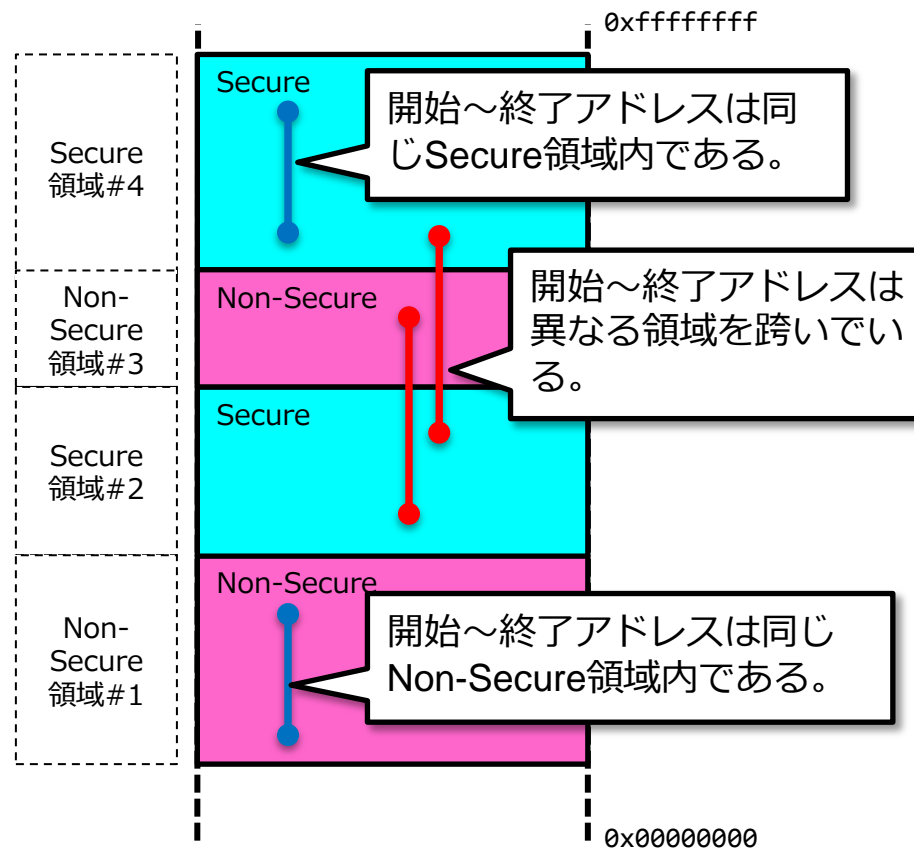 0xffffffff
Secure
領域#4
Secure
開始～終了アドレスは同
じSecure領域内である。
Non-
Secure
領域#3
Non-Secure
開始～終了アドレスは
異なる領域を跨いでい
る。
Secure
領域#2
Secure
Non-
Secure
領域#1
Non-Secure
開始～終了アドレスは同じ
Non-Secure領域内である。
0x00000000